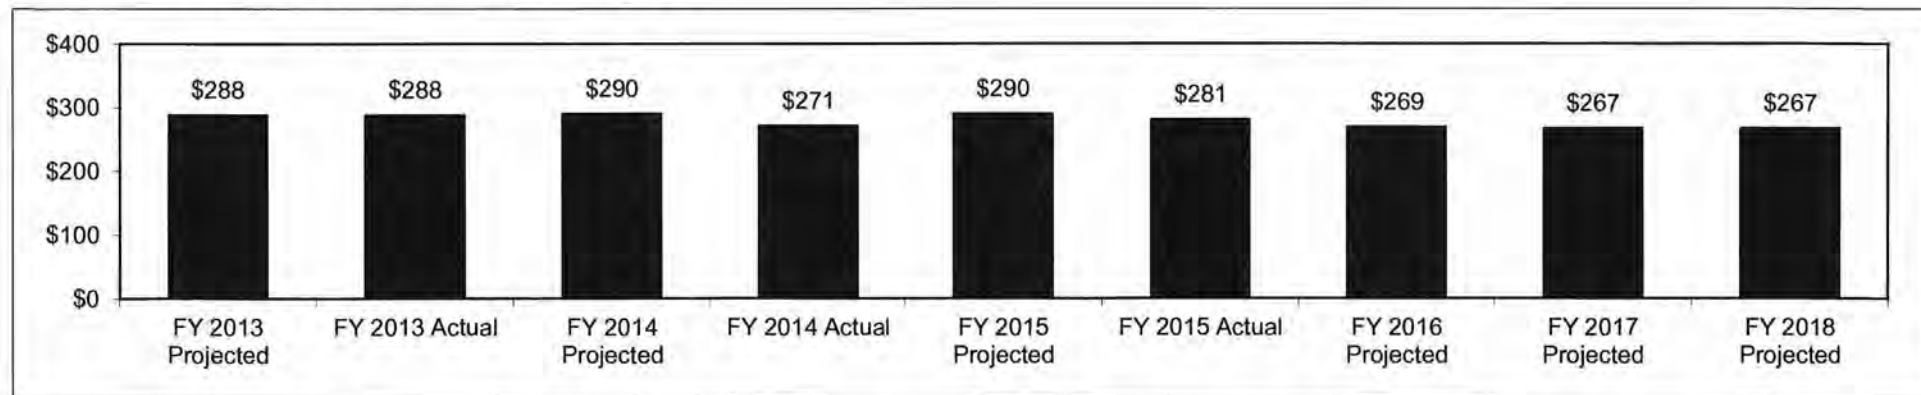 $400
$300
$200
$100
$0
$288
$288
$290
$271
$290
$281
$269
$267
$267
FY 2013
Projected
FY 2013 Actual
FY 2014
Projected
FY 2014 Actual
FY 2015
Projected
FY 2015 Actual
FY 2016
Projected
FY 2017
Projected
FY 2018
Projected